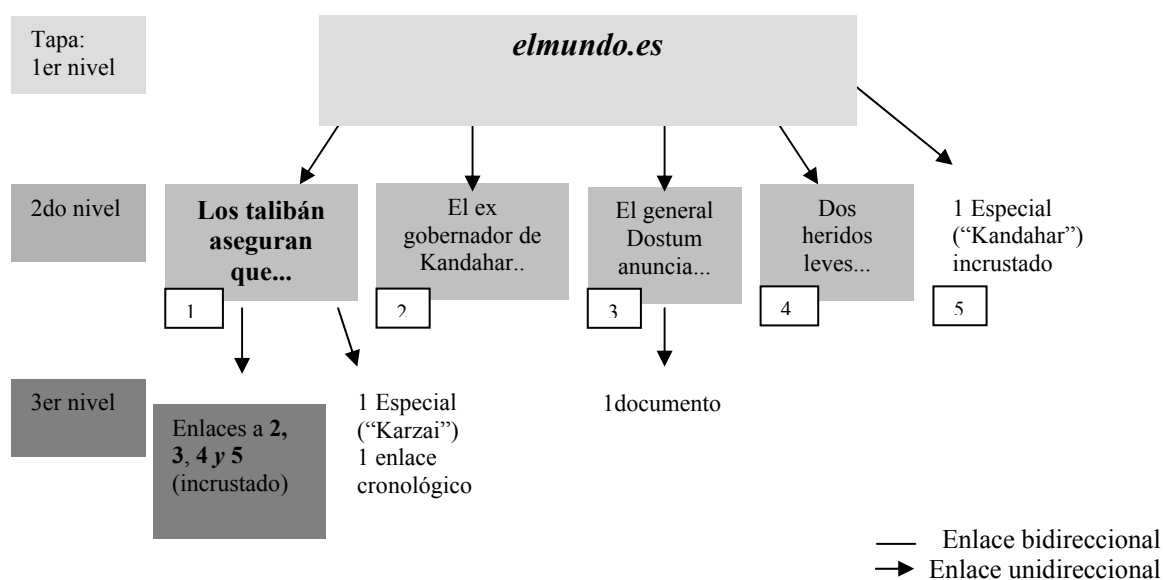 Tapa:
1er nivel
elmundo.es
2do nivel
Los talibán
aseguran
que...
El ex
gobernador de
Kandahar..
El general
Dostum
anuncia...
Dos
heridos
leves...
1 Especial
(“Kandahar”)
incrustado
1
2
3
4
5
3er nivel
Enlaces a 2,
3, 4 y 5
(incrustado)
1 Especial
(“Karzai”)
1 enlace
cronológico
1documento
Enlace bidireccional
Enlace unidireccional